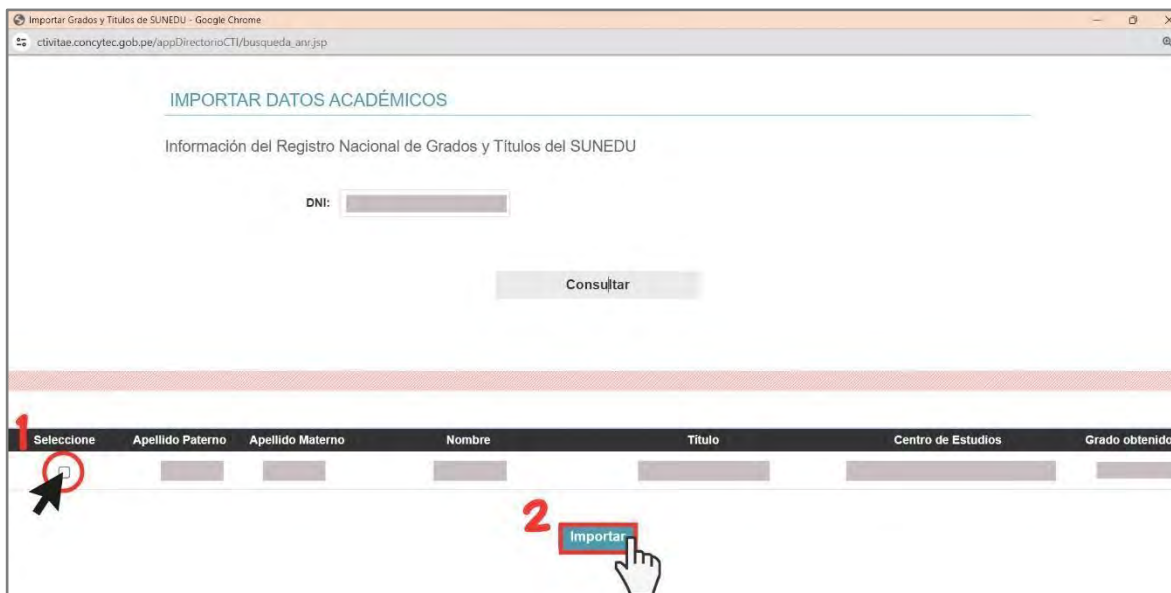 Importar Grados y Titulos de SUNEDU - Google Chrome
ctivitae.concytec.gob.pe/appDirectorioCTI/busqueda_anr.jsp
IMPORTAR DATOS ACADÉMICOS
Información del Registro Nacional de Grados y Títulos del SUNEDU
DNI:
Consultar
1
Seleccione Apellido Paterno Apellido Materno Nombre Título Centro de Estudios Grado obtenido
2
Importar